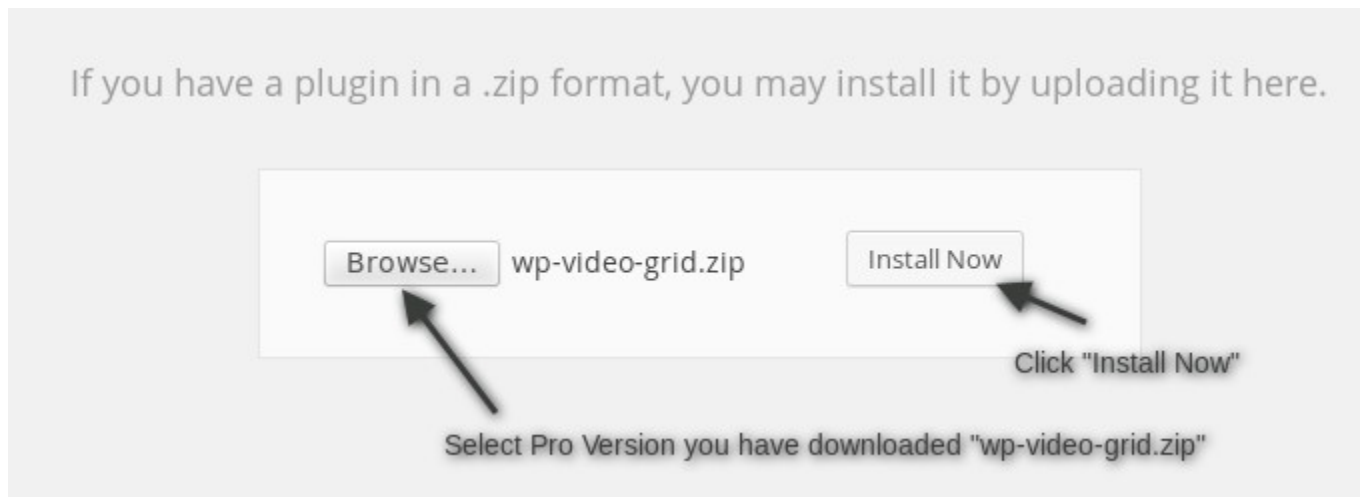 If you have a plugin in a .zip format, you may install it by uploading it here.
Browse... wp-video-grid.zip Install Now
Click "Install Now"
Select Pro Version you have downloaded "wp-video-grid.zip"